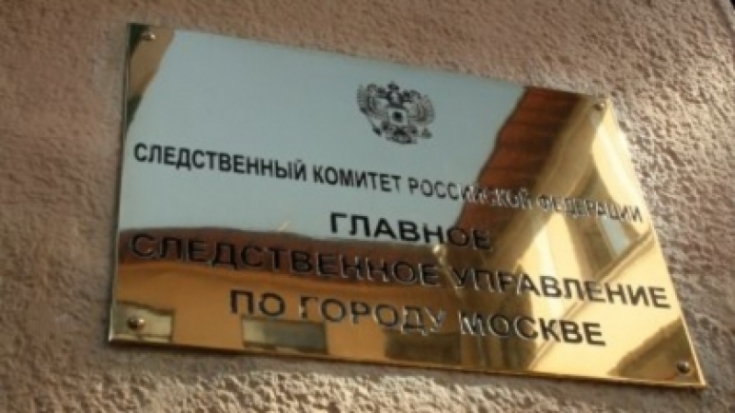 СЛЕДСТВЕННЫЙ КОМИТЕТ РОССИЙСКОЙ ФЕДЕРАЦИИ
ГЛАВНОЕ
СЛЕДСТВЕННОЕ УПРАВЛЕНИЕ
ПО ГОРОДУ МОСКВЕ